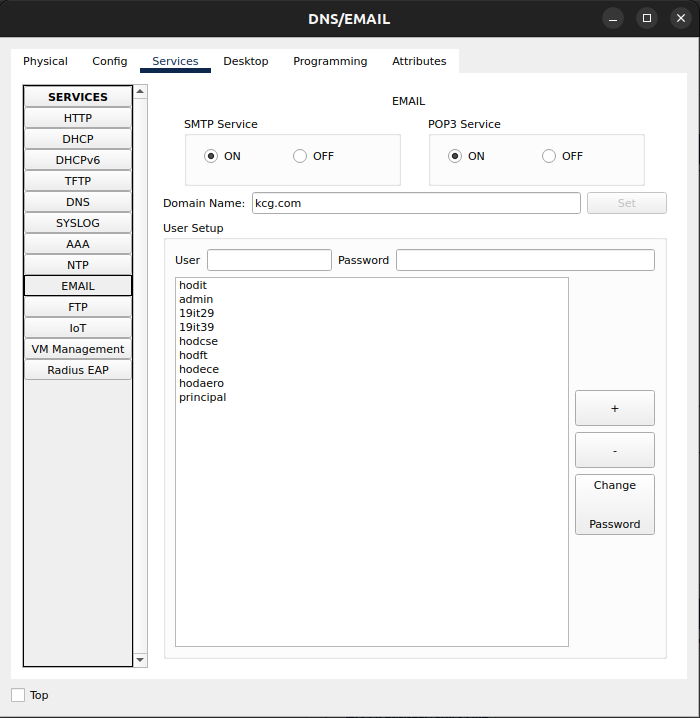 DNS/EMAIL
Physical Config Services Desktop Programming Attributes
SERVICES
HTTP
DHCP
DHCPv6
TFTP
DNS
SYSLOG
AAA
NTP
EMAIL
FTP
IoT
VM Management
Radius EAP
EMAIL
SMTP Service POP3 Service
ON OFF ON OFF
Domain Name: kcg.com Set
User Setup
User Password
hodit
admin
19it29
19it39
hodcse
hodft
hodece
hodaero
principal
+
-
Change
Password
Top